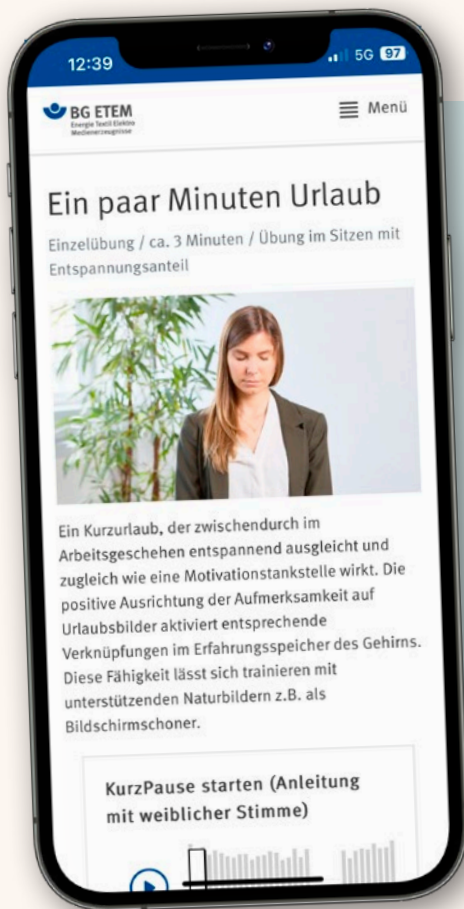 12:39
5G 97
BG ETEM
Energie Textil Elektro
Medienerzeugnisse
Menü
Ein paar Minuten Urlaub
Einzelübung / ca. 3 Minuten / Übung im Sitzen mit
Entspannungsanteil
Ein Kurzurlaub, der zwischendurch im
Arbeitsgeschehen entspannend ausgleicht und
zugleich wie eine Motivationstankstelle wirkt. Die
positive Ausrichtung der Aufmerksamkeit auf
Urlaubsbilder aktiviert entsprechende
Verknüpfungen im Erfahrungsspeicher des Gehirns.
Diese Fähigkeit lässt sich trainieren mit
unterstützenden Naturbildern z.B. als
Bildschirmschoner.
KurzPause starten (Anleitung
mit weiblicher Stimme)